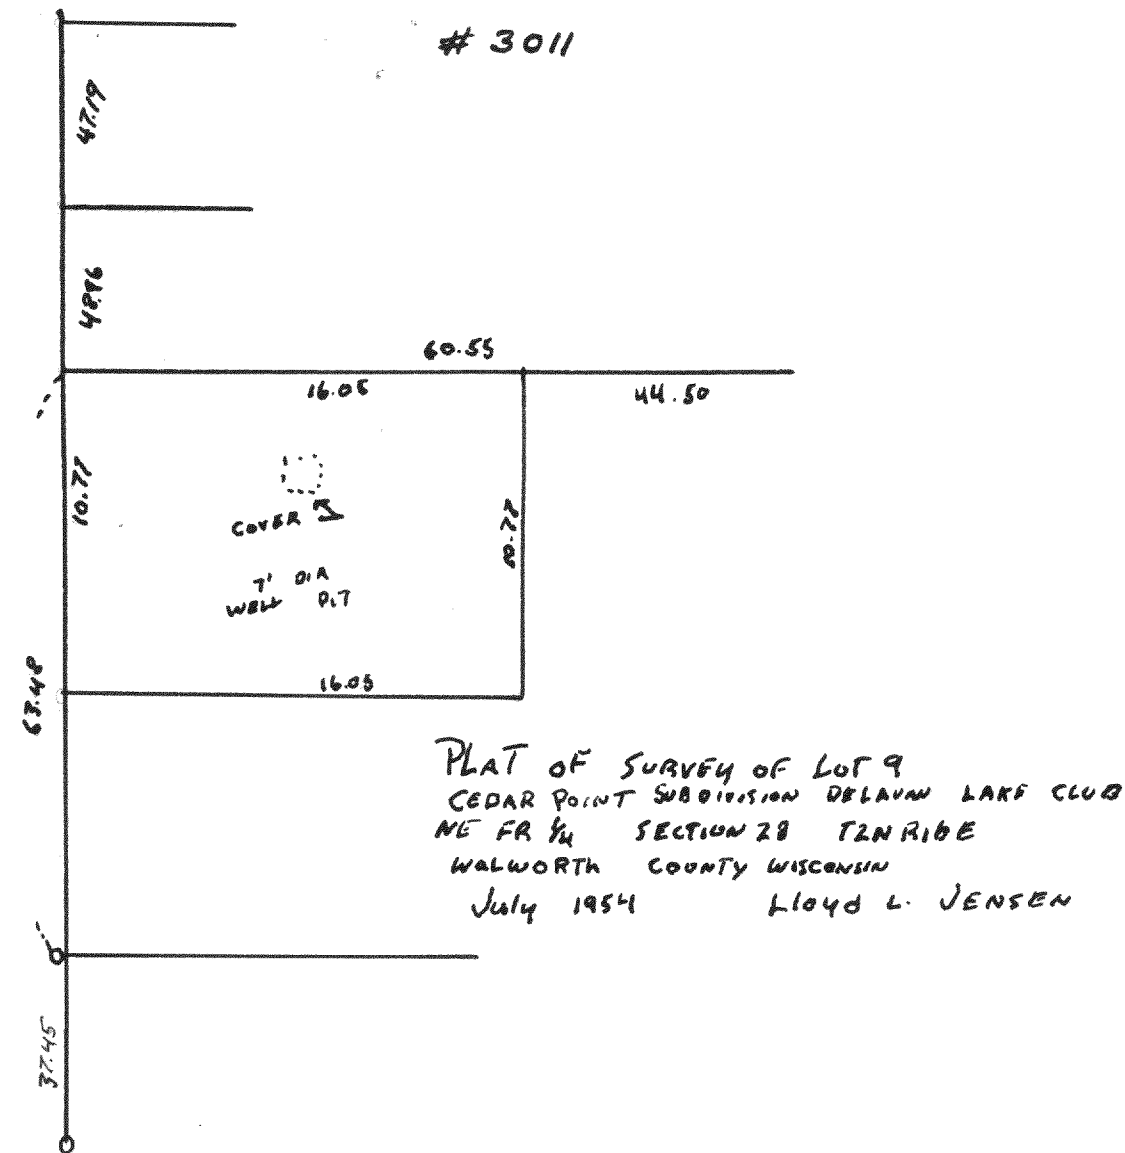 # 3011
47.19
48.96
60.55
16.05
44.50
10.77
10.77
COVER
7' DIA
WELL PIT
16.05
63.48
PLAT OF SURVEY OF LOT 9
CEDAR POINT SUBDIVISION DELAVAN LAKE CLUB
NE FR 1/4 SECTION 28 T2N R16E
WALWORTH COUNTY WISCONSIN
July 1954 Lloyd L. JENSEN
37.45